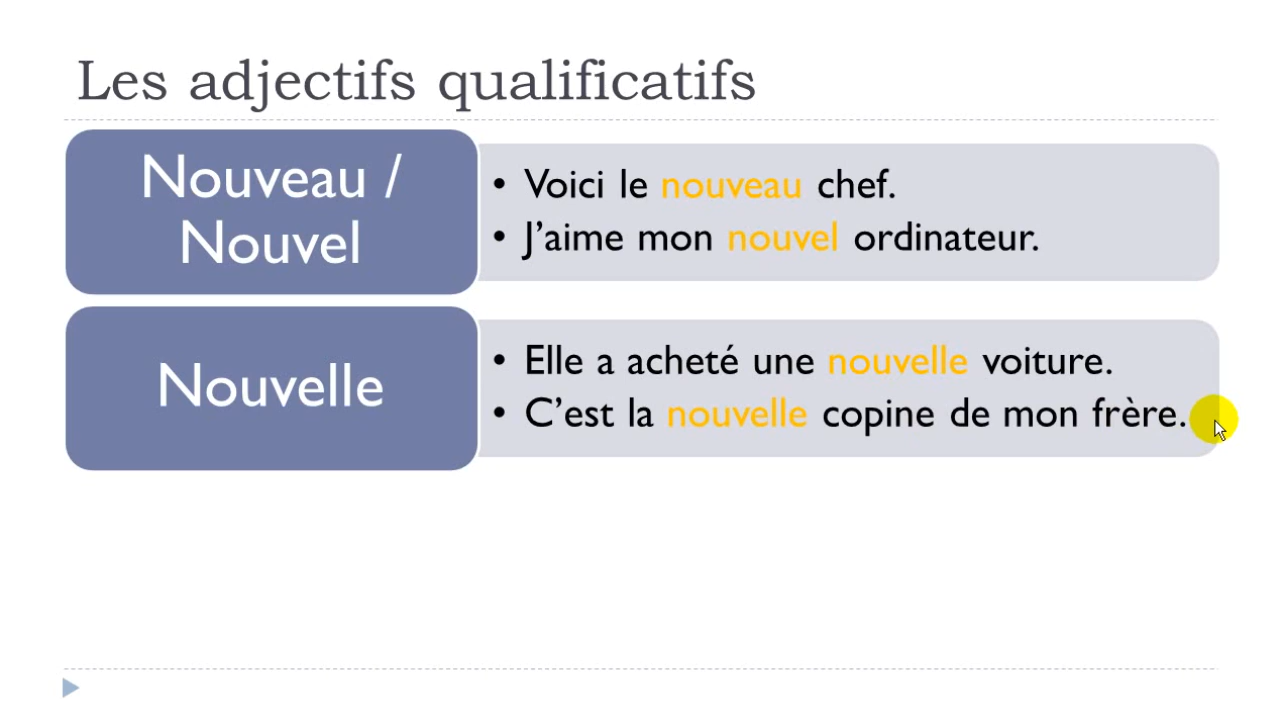 Les adjectifs qualificatifs
Nouveau /
Nouvel
• Voici le nouveau chef.
• J’aime mon nouvel ordinateur.
Nouvelle
• Elle a acheté une nouvelle voiture.
• C’est la nouvelle copine de mon frère.